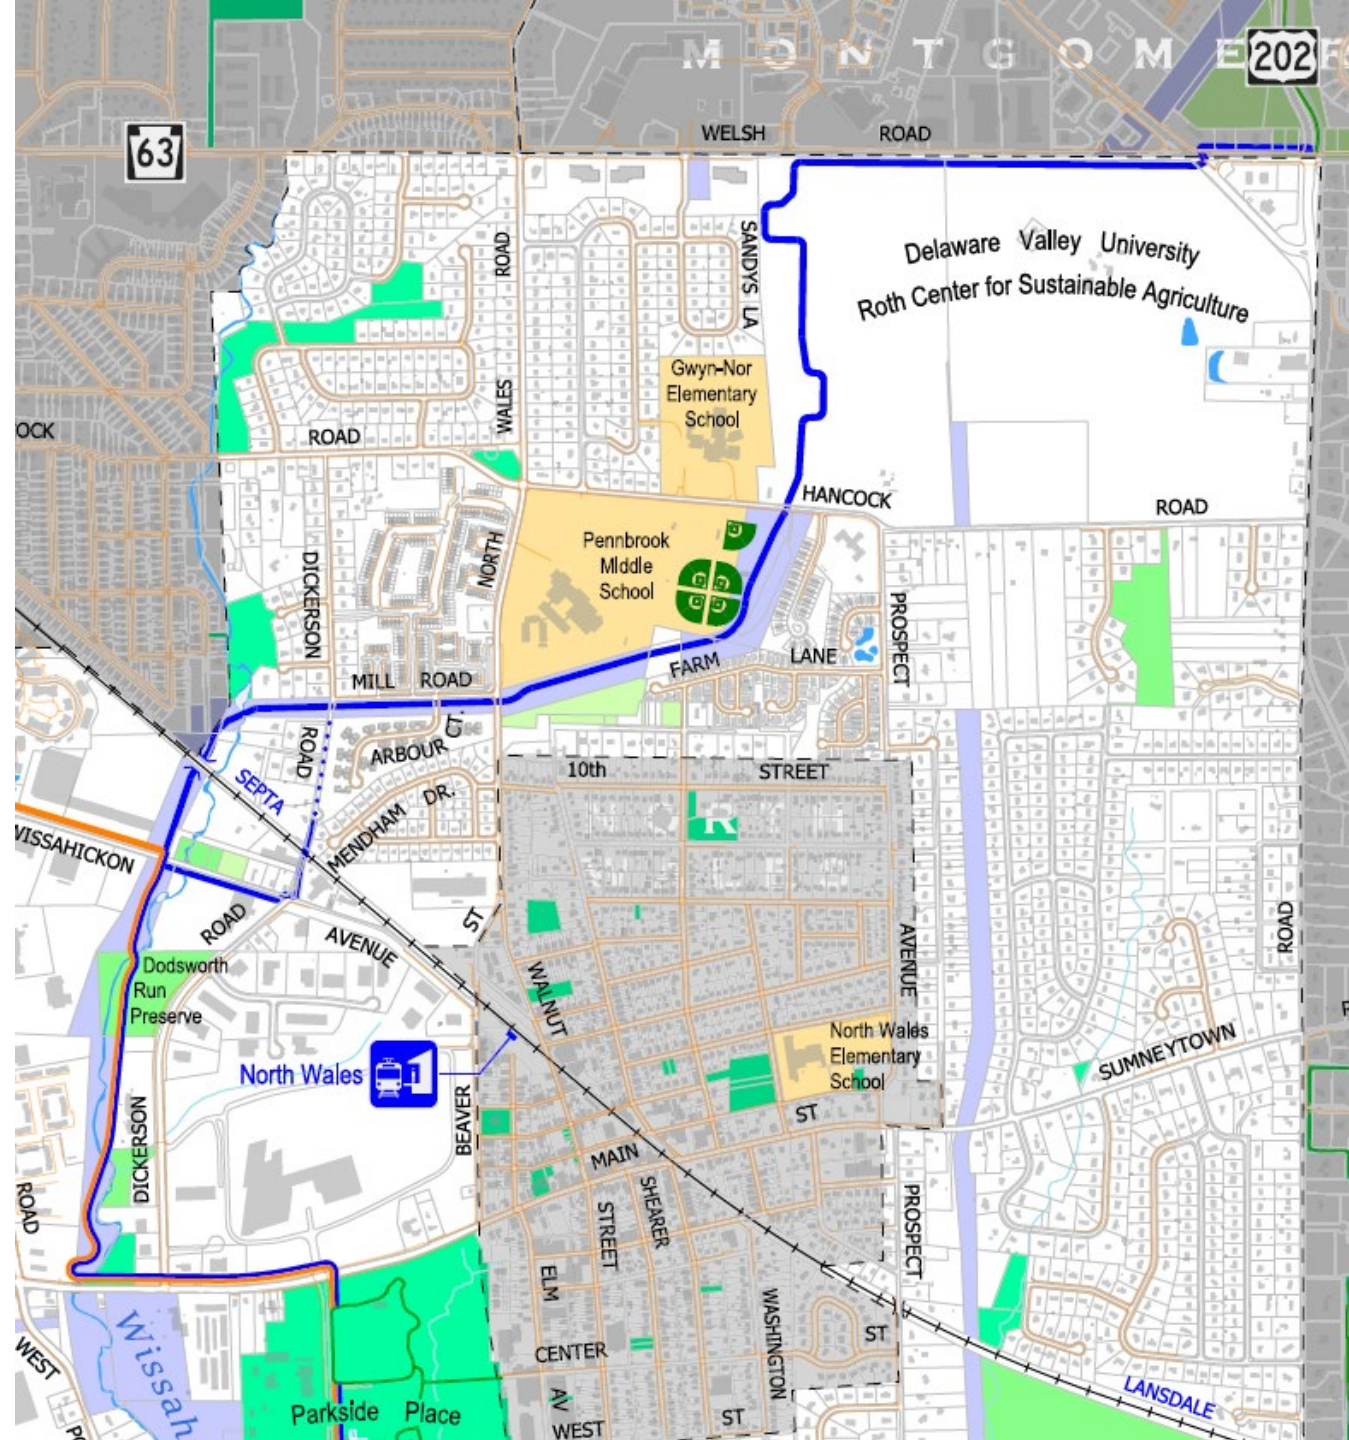 MONTGOME
202
63
WELSH ROAD
SANDYS LA
ROAD
WALES
NORTH
Delaware Valley University
Roth Center for Sustainable Agriculture
Gwyn-Nor
Elementary
School
OCK
ROAD
HANCOCK
ROAD
Pennbrook
MIddle
School
DICKERSON
ROAD
PROSPECT
AVENUE
FARM LANE
MILL ROAD
ARBOUR CT.
MENDHAM DR.
SEPTA
10th STREET
R
WISSAHICKON
AVENUE
ROAD
ST
ROAD
Dodsworth
Run
Preserve
WALNUT
North Wales
North Wales
Elementary
School
SUMNEYTOWN
BEAVER
DICKERSON
ROAD
MAIN ST
STREET
SHEARER
PROSPECT
ELM
WASHINGTON
ST
CENTER
AV
WEST
ST
LANSDALE
Wissah
WEST
Parkside Place